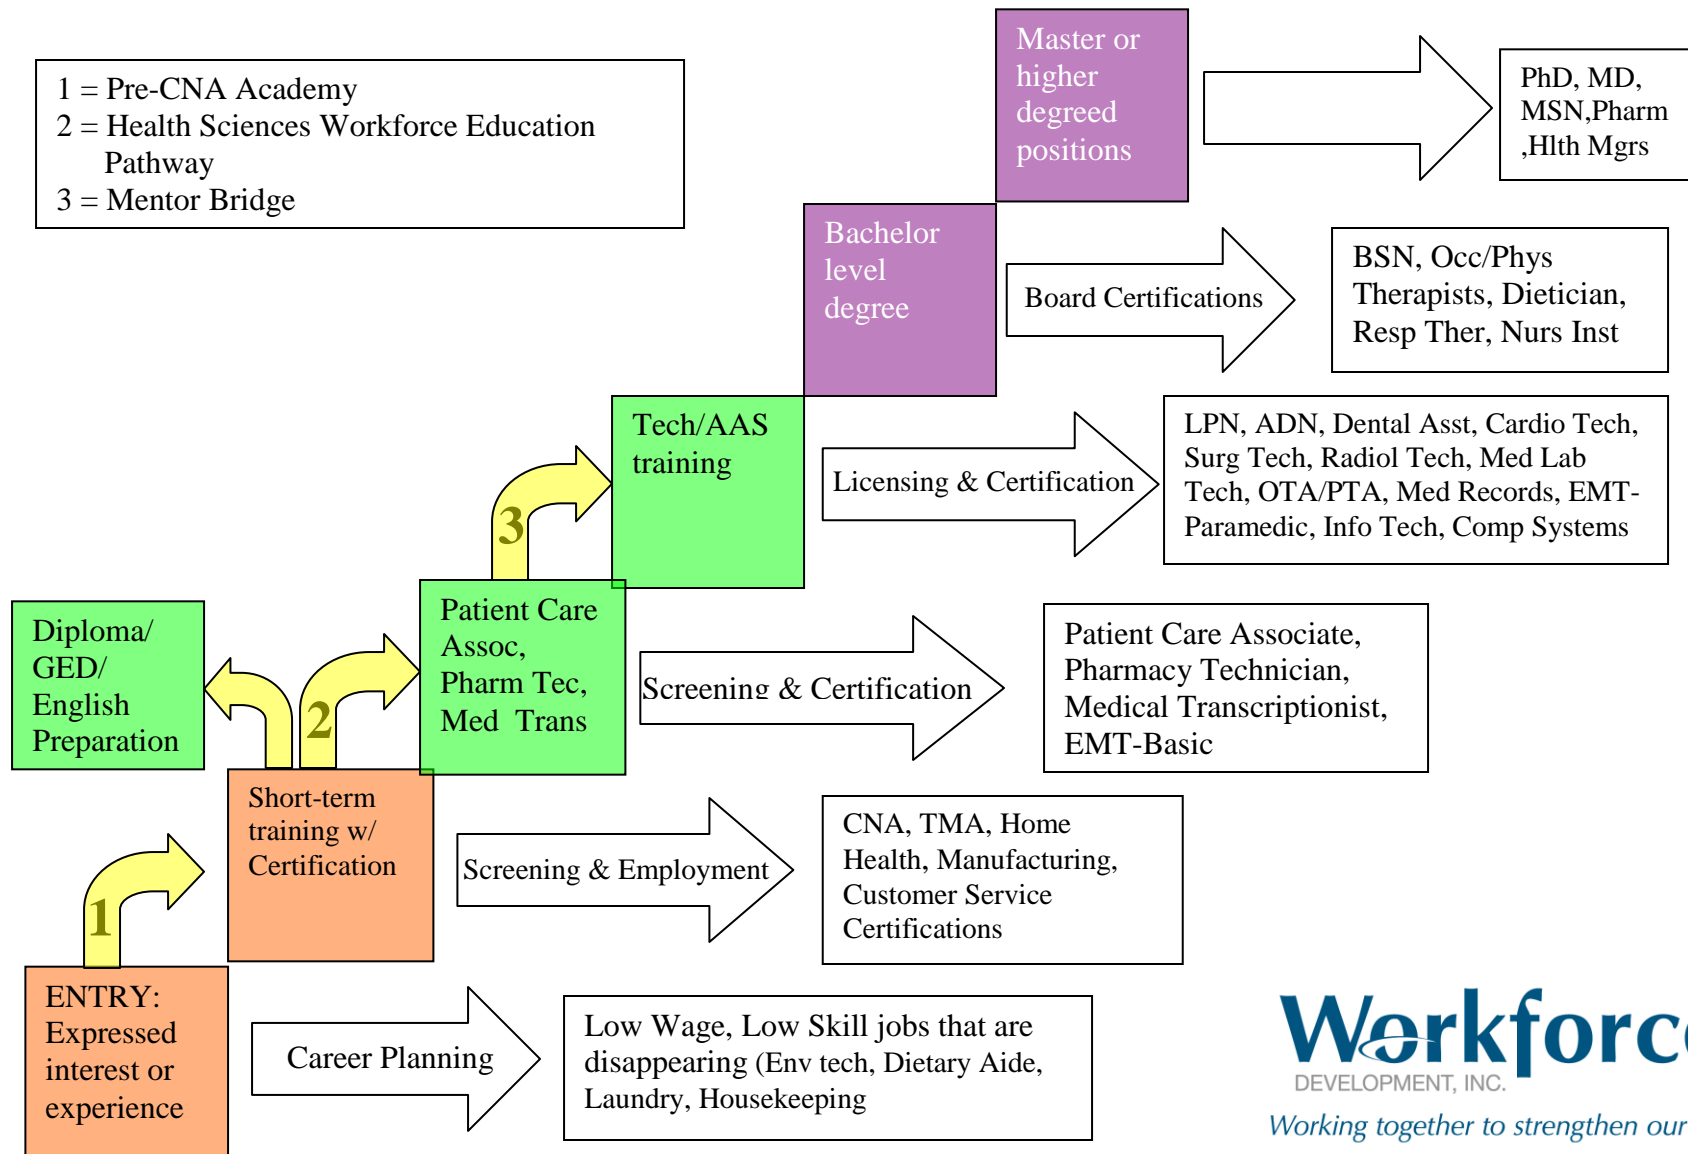 1 = Pre-CNA Academy
2 = Health Sciences Workforce Education
Pathway
3 = Mentor Bridge
Master or
higher
degreed
positions
PhD, MD,
MSN,Pharm
,Hlth Mgrs
Bachelor
level
degree
Board Certifications
BSN, Occ/Phys
Therapists, Dietician,
Resp Ther, Nurs Inst
Tech/AAS
training
Licensing & Certification
LPN, ADN, Dental Asst, Cardio Tech,
Surg Tech, Radiol Tech, Med Lab
Tech, OTA/PTA, Med Records, EMT-
Paramedic, Info Tech, Comp Systems
3
Diploma/
GED/
English
Preparation
2
Patient Care
Assoc,
Pharm Tec,
Med Trans
Screening & Certification
Patient Care Associate,
Pharmacy Technician,
Medical Transcriptionist,
EMT-Basic
Short-term
training w/
Certification
Screening & Employment
CNA, TMA, Home
Health, Manufacturing,
Customer Service
Certifications
1
ENTRY:
Expressed
interest or
experience
Career Planning
Low Wage, Low Skill jobs that are
disappearing (Env tech, Dietary Aide,
Laundry, Housekeeping
Workforc
DEVELOPMENT, INC.
Working together to strengthen our